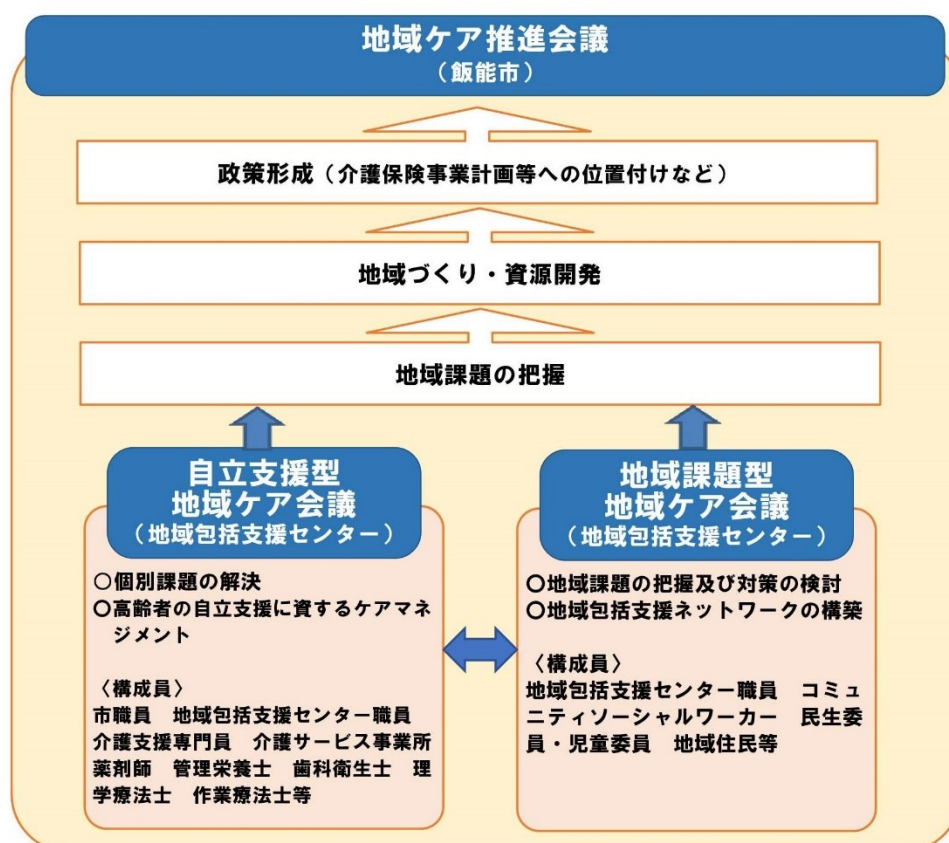 地域ケア推進会議
（飯能市）
政策形成（介護保険事業計画等への位置付けなど）
地域づくり・資源開発
地域課題の把握
自立支援型
地域ケア会議
（地域包括支援センター）
○個別課題の解決
○高齢者の自立支援に資するケアマネ
ジメント
〈構成員〉
市職員　地域包括支援センター職員
介護支援専門員　介護サービス事業所
薬剤師　管理栄養士　歯科衛生士　理
学療法士　作業療法士等
地域課題型
地域ケア会議
（地域包括支援センター）
○地域課題の把握及び対策の検討
○地域包括支援ネットワークの構築
〈構成員〉
地域包括支援センター職員　コミュ
ニティソーシャルワーカー　民生委
員・児童委員　地域住民等